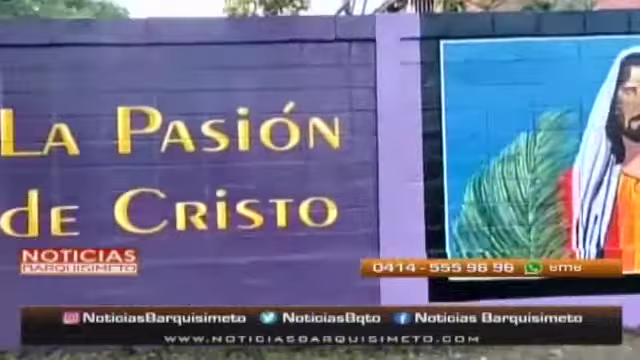 La Pasión
de Cristo
NOTICIAS
BARQUISIMETO
0414 - 555 98 96
NoticiasBarquisimeto NoticiasBqto Noticias Barquisimeto
WWW.NOTICIASBARQUISIMETO.COM